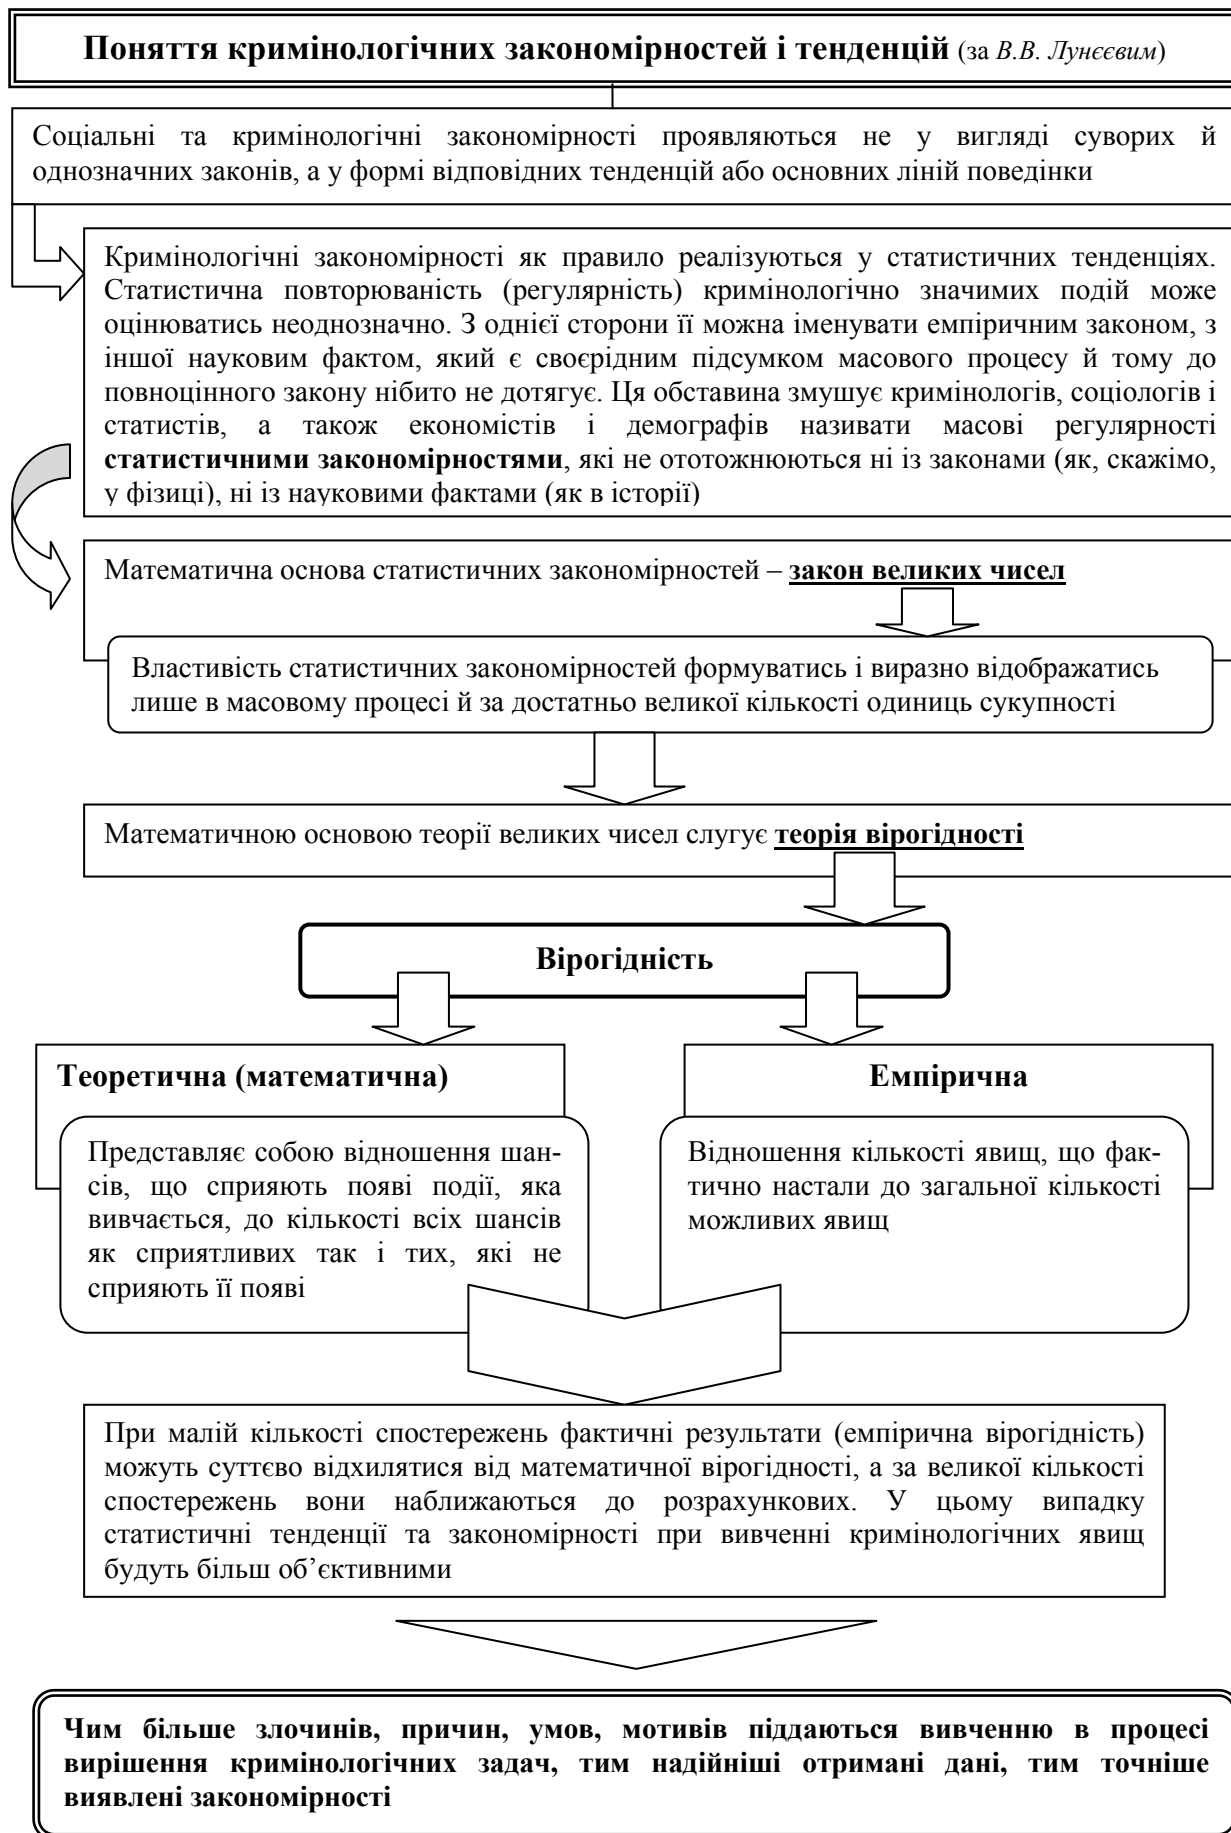 Поняття кримінологічних закономірностей і тенденцій (за В.В. Лунєєвим)
Соціальні та кримінологічні закономірності проявляються не у вигляді суворих й
однозначних законів, а у формі відповідних тенденцій або основних ліній поведінки
Кримінологічні закономірності як правило реалізуються у статистичних тенденціях.
Статистична повторюваність (регулярність) кримінологічно значимих подій може
оцінюватись неоднозначно. З однієї сторони її можна іменувати емпіричним законом, з
іншої науковим фактом, який є своєрідним підсумком масового процесу й тому до
повноцінного закону нібито не дотягує. Ця обставина змушує кримінологів, соціологів і
статистів, а також економістів і демографів називати масові регулярності
статистичними закономірностями, які не ототожнюються ні із законами (як, скажімо,
у фізиці), ні із науковими фактами (як в історії)
Математична основа статистичних закономірностей – закон великих чисел
Властивість статистичних закономірностей формуватись і виразно відображатись
лише в масовому процесі й за достатньо великої кількості одиниць сукупності
Математичною основою теорії великих чисел слугує теорія вірогідності
Вірогідність
Теоретична (математична)
Представляє собою відношення шан-
сів, що сприяють появі події, яка
вивчається, до кількості всіх шансів
як сприятливих так і тих, які не
сприяють її появі
Емпірична
Відношення кількості явищ, що фак-
тично настали до загальної кількості
можливих явищ
При малій кількості спостережень фактичні результати (емпірична вірогідність)
можуть суттєво відхилятися від математичної вірогідності, а за великої кількості
спостережень вони наближаються до розрахункових. У цьому випадку
статистичні тенденції та закономірності при вивченні кримінологічних явищ
будуть більш об’єктивними
Чим більше злочинів, причин, умов, мотивів піддаються вивченню в процесі
вирішення кримінологічних задач, тим надійніші отримані дані, тим точніше
виявлені закономірності